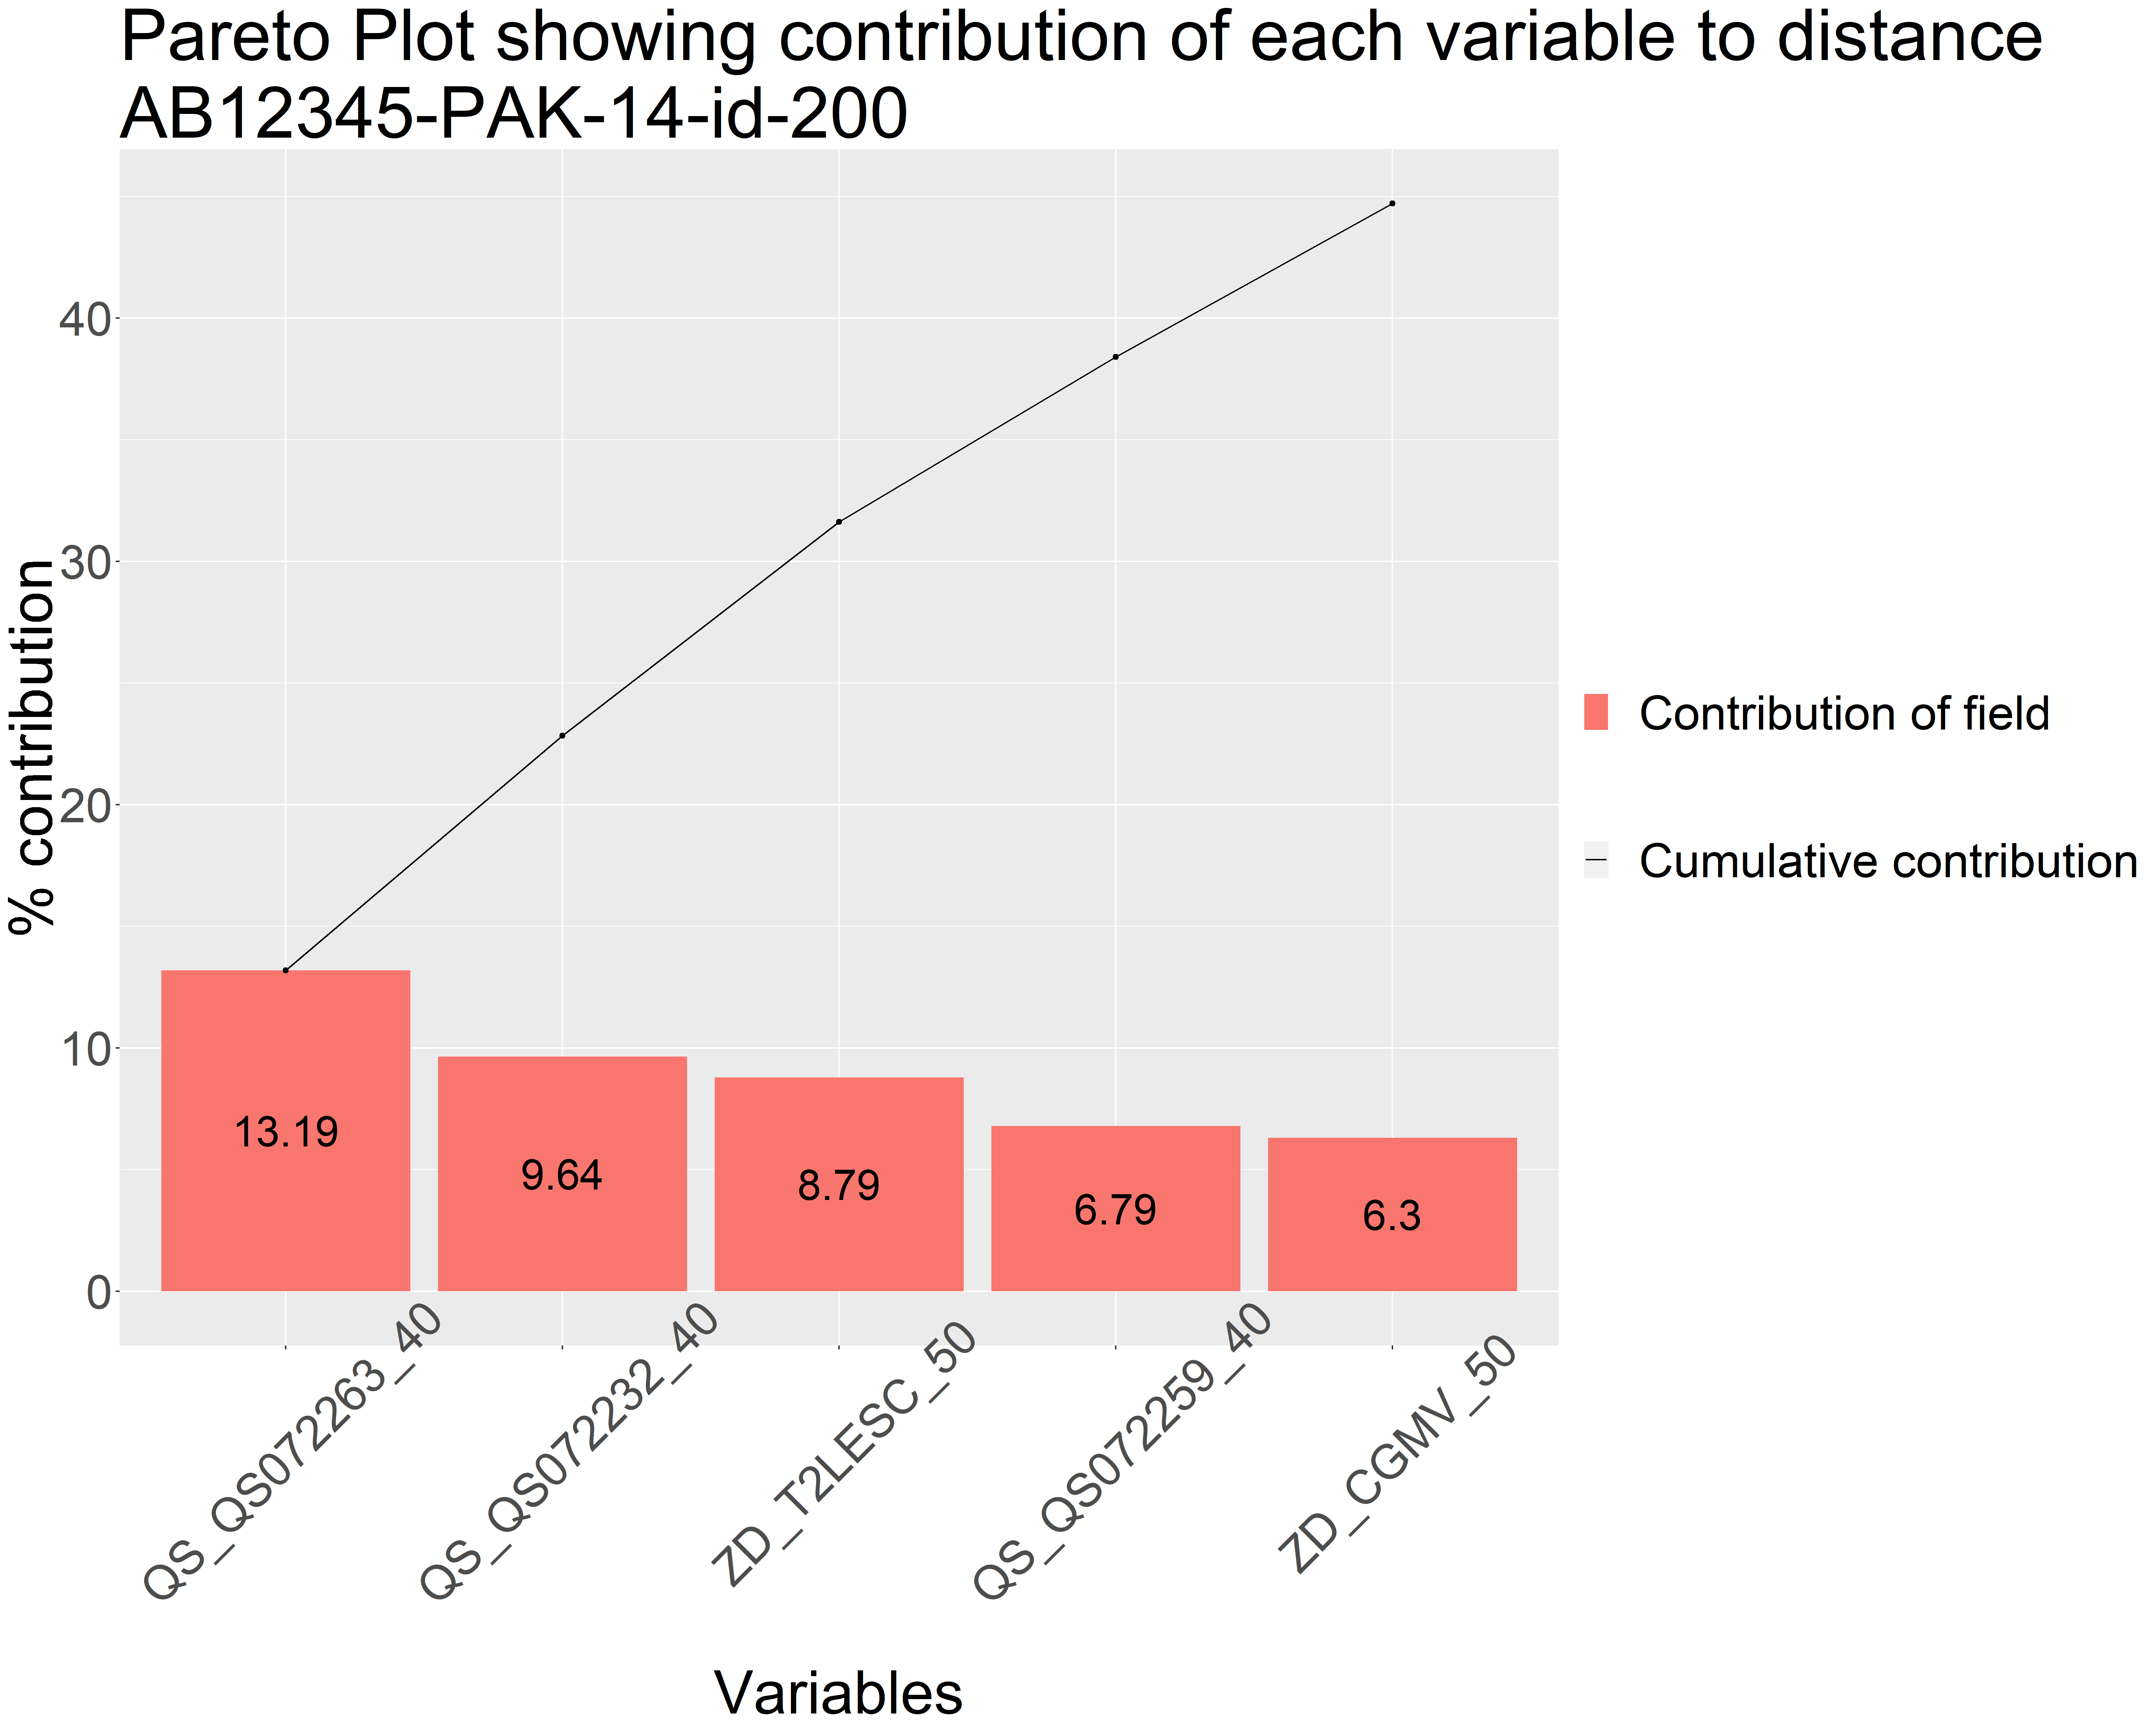 Pareto Plot showing contribution of each variable to distance
AB12345-PAK-14-id-200
% contribution
40
30
20
10
0
13.19
9.64
8.79
6.79
6.3
QS_QS072263_40
QS_QS072232_40
ZD_T2LESC_50
QS_QS072259_40
ZD_CGMV_50
Variables
Contribution of field
Cumulative contribution